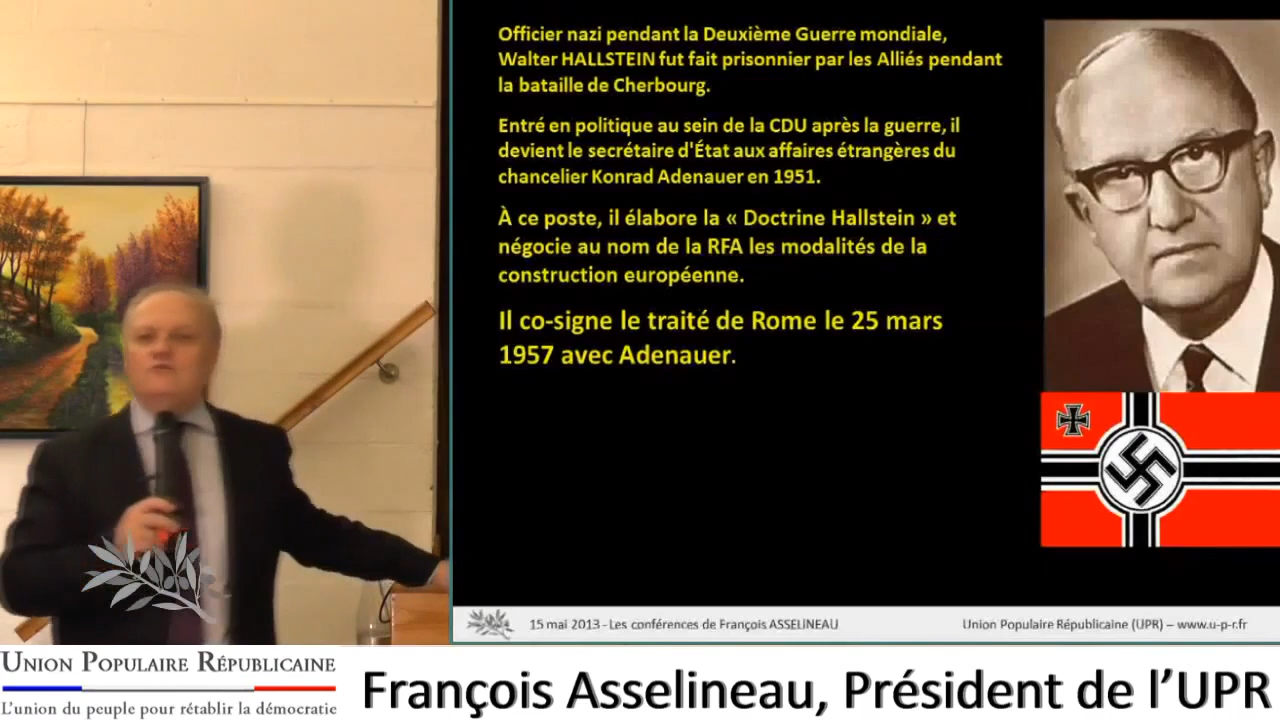 Officier nazi pendant la Deuxième Guerre mondiale,
Walter HALLSTEIN fut fait prisonnier par les Alliés pendant
la bataille de Cherbourg.
Entré en politique au sein de la CDU après la guerre, il
devient le secrétaire d'État aux affaires étrangères du
chancelier Konrad Adenauer en 1951.
À ce poste, il élabore la « Doctrine Hallstein » et
négocie au nom de la RFA les modalités de la
construction européenne.
Il co-signe le traité de Rome le 25 mars
1957 avec Adenauer.
15 mai 2013 - Les conférences de François ASSELINEAU
Union Populaire Républicaine (UPR) – www.u-p-r.fr
UNION POPULAIRE RÉPUBLICAINE
L'union du peuple pour rétablir la démocratie
François Asselineau, Président de l'UPR